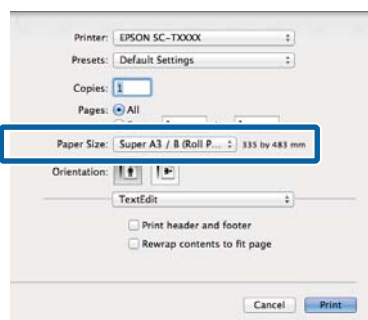 Printer: EPSON SC-TXXXX
Presets: Default Settings
Copies: 1
Pages: All
Paper Size: Super A3 / B (Roll P... 335 by 483 mm
Orientation:
TextEdit
Print header and footer
Rewrap contents to fit page
Cancel Print